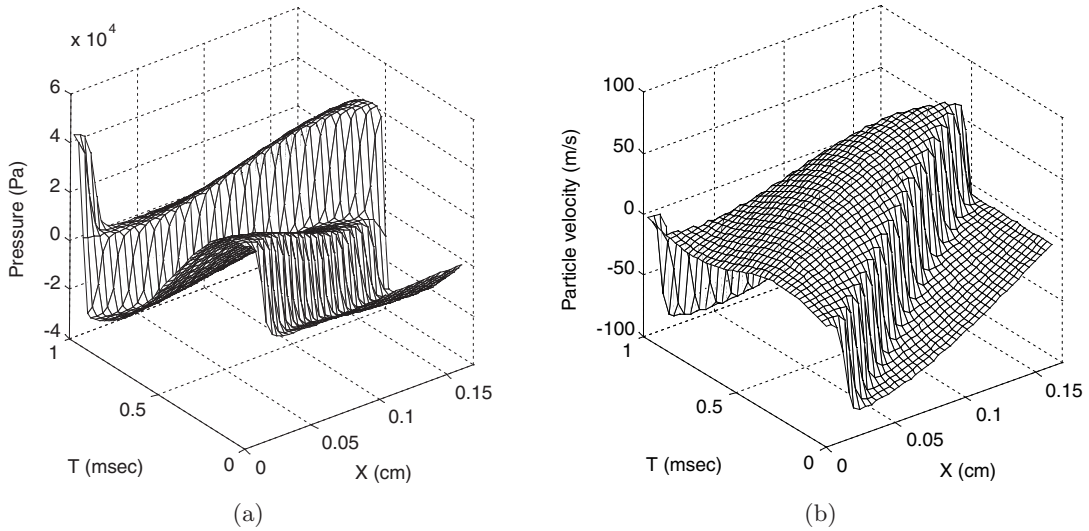 x 10^4
6
4
2
0
-2
-4
Pressure (Pa)
1
0.5
0
T (msec)
0
0.05
0.1
0.15
X (cm)
(a)
100
50
0
-50
-100
Particle velocity (m/s)
1
0.5
0
T (msec)
0
0.05
0.1
0.15
X (cm)
(b)